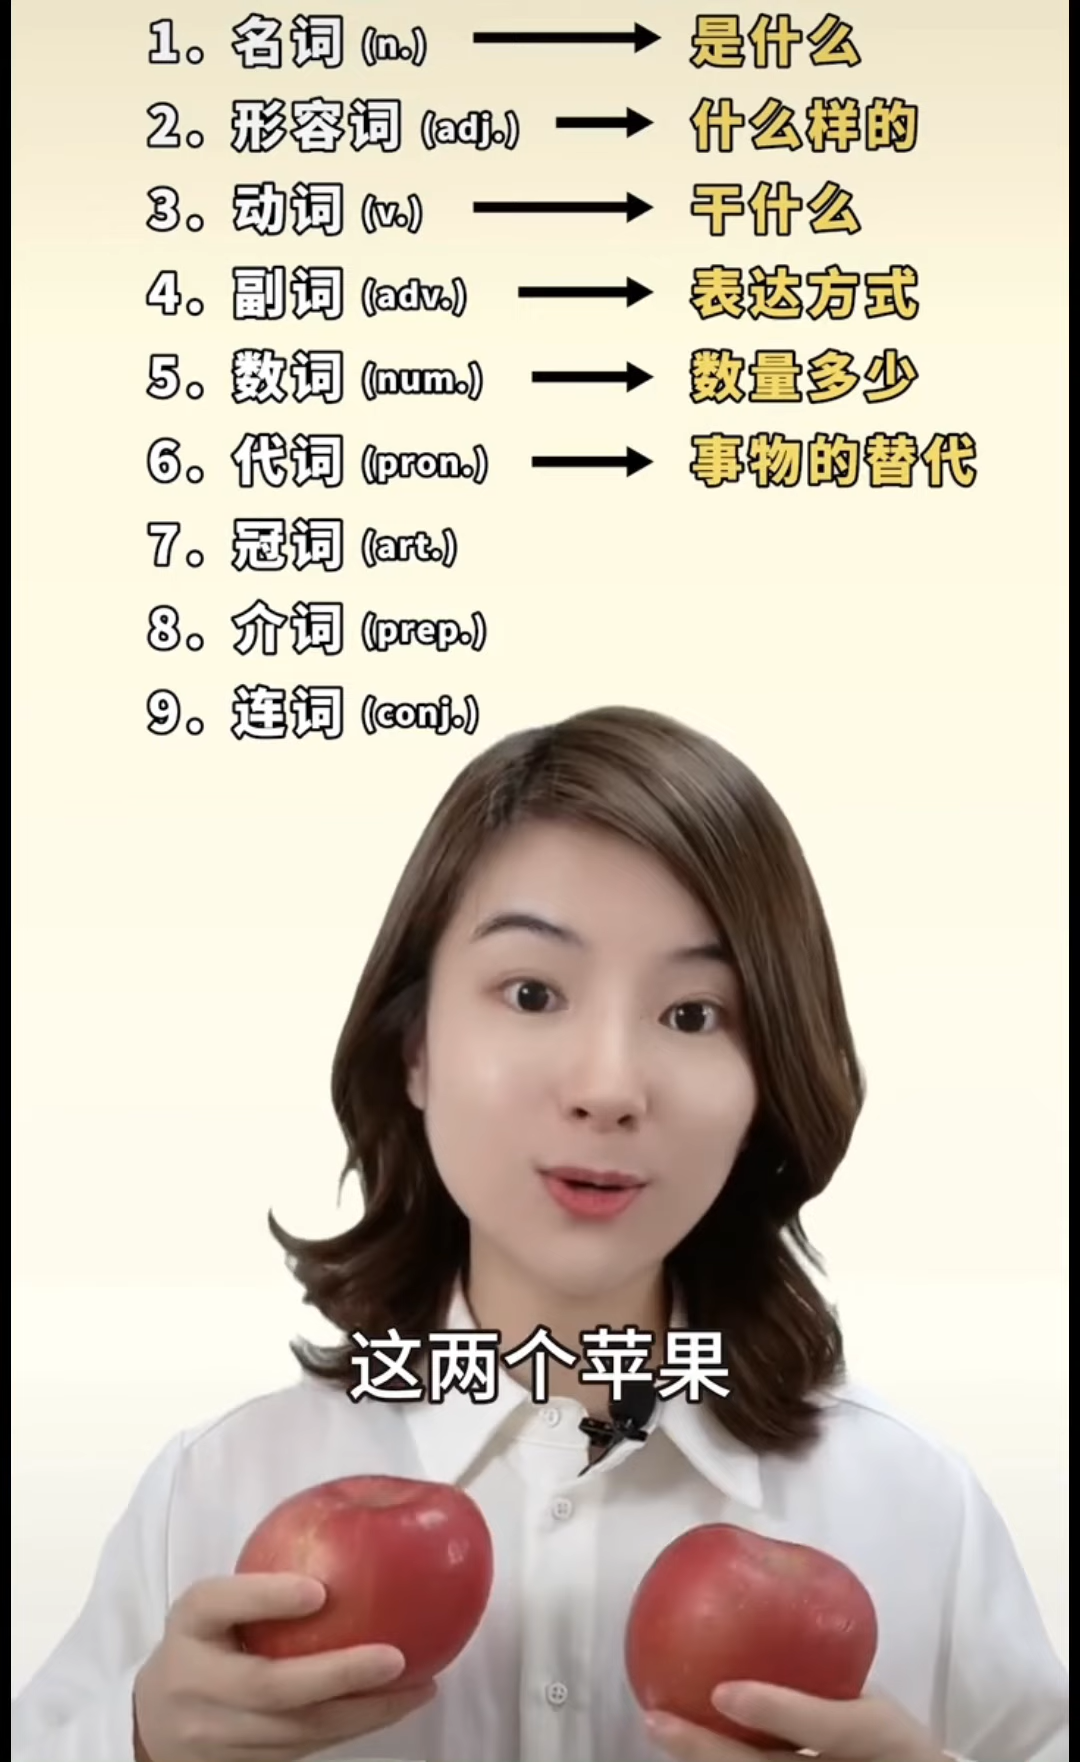 1. 名词 (n.) → 是什么
2. 形容词 (adj.) → 什么样的
3. 动词 (v.) → 干什么
4. 副词 (adv.) → 表达方式
5. 数词 (num.) → 数量多少
6. 代词 (pron.) → 事物的替代
7. 冠词 (art.)
8. 介词 (prep.)
9. 连词 (conj.)
这两个苹果